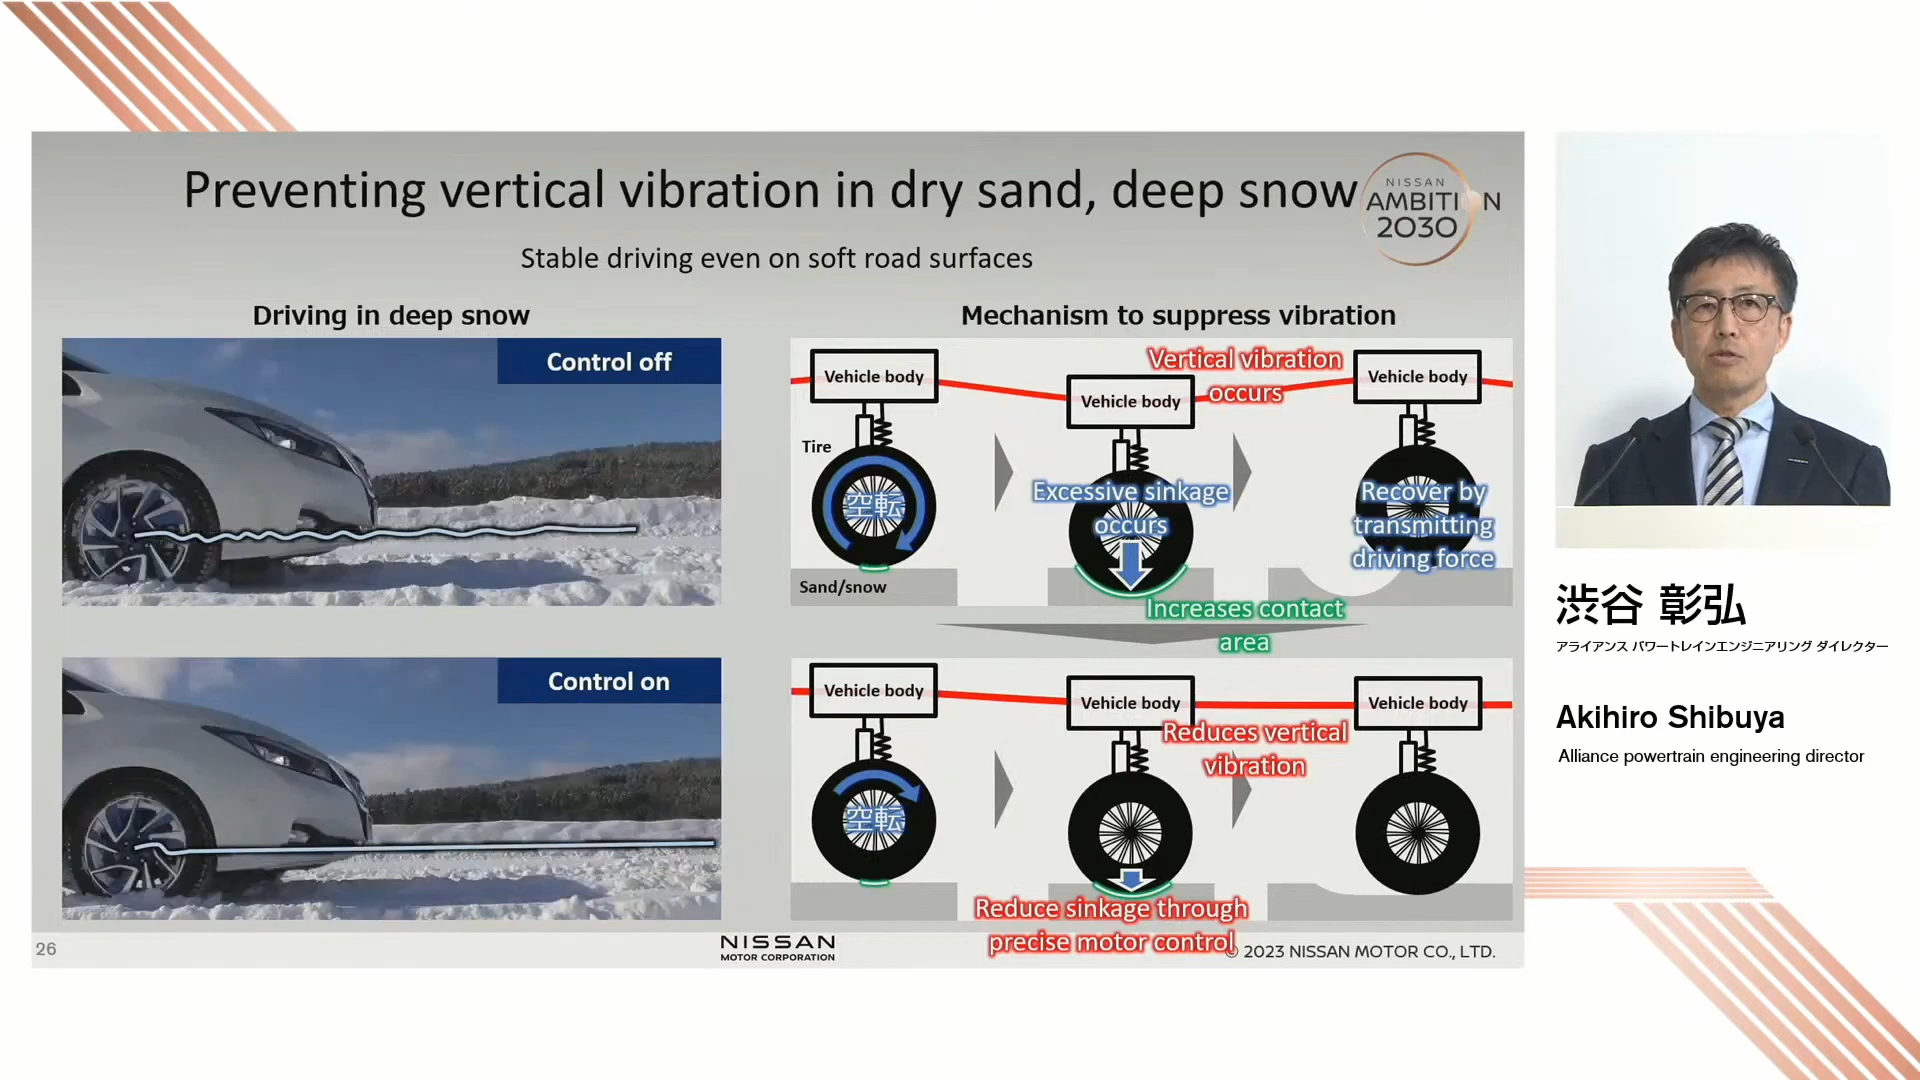 Preventing vertical vibration in dry sand, deep snow
NISSAN
AMBITION
2030
Stable driving even on soft road surfaces
Driving in deep snow
Mechanism to suppress vibration
Control off
Vehicle body
Vehicle body
Vertical vibration
occurs
Vehicle body
Tire
空転
Excessive sinkage
occurs
Recover by
transmitting
driving force
Sand/snow
Increases contact
area
Control on
Vehicle body
Vehicle body
Vehicle body
Reduces vertical
vibration
空転
Reduce sinkage through
precise motor control
26
NISSAN
MOTOR CORPORATION
© 2023 NISSAN MOTOR CO., LTD.
渋谷 彰弘
アライアンス パワートレインエンジニアリング ダイレクター
Akihiro Shibuya
Alliance powertrain engineering director